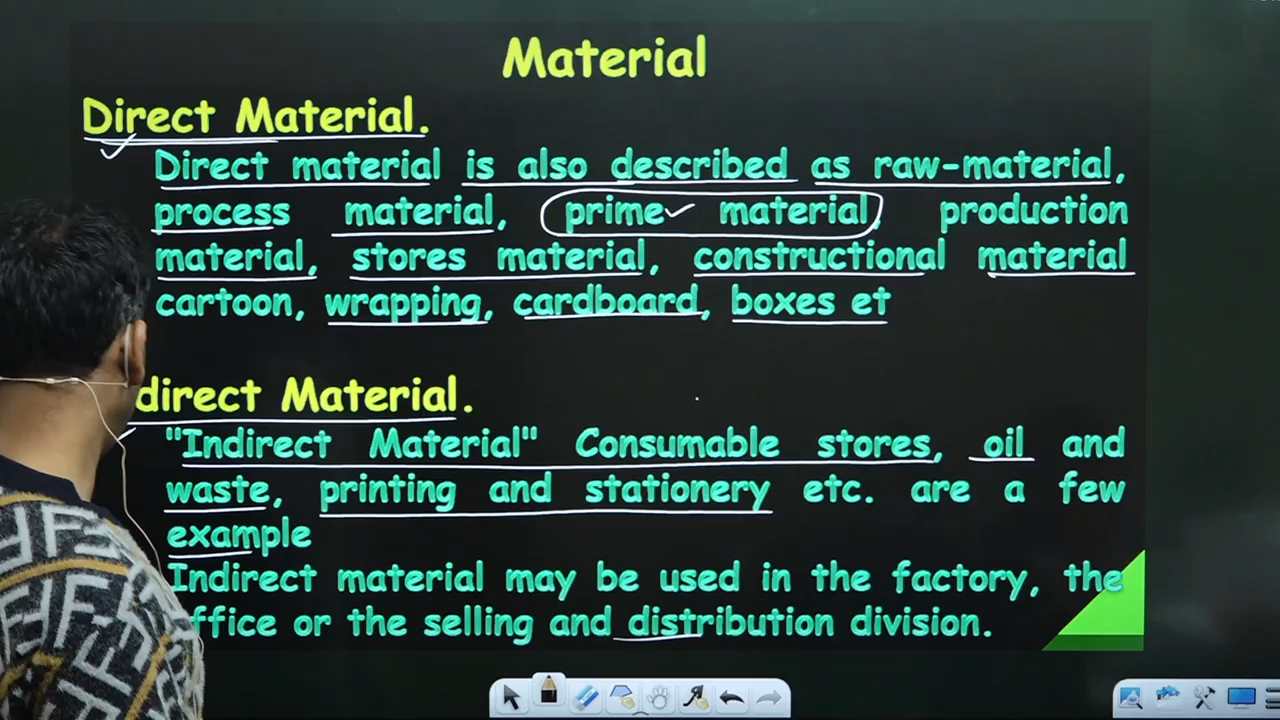 Material
Direct Material.
Direct material is also described as raw-material,
process material, prime material, production
material, stores material, constructional material
cartoon, wrapping, cardboard, boxes et
direct Material.
"Indirect Material" Consumable stores, oil and
waste, printing and stationery etc. are a few
example
Indirect material may be used in the factory, the
ffice or the selling and distribution division.